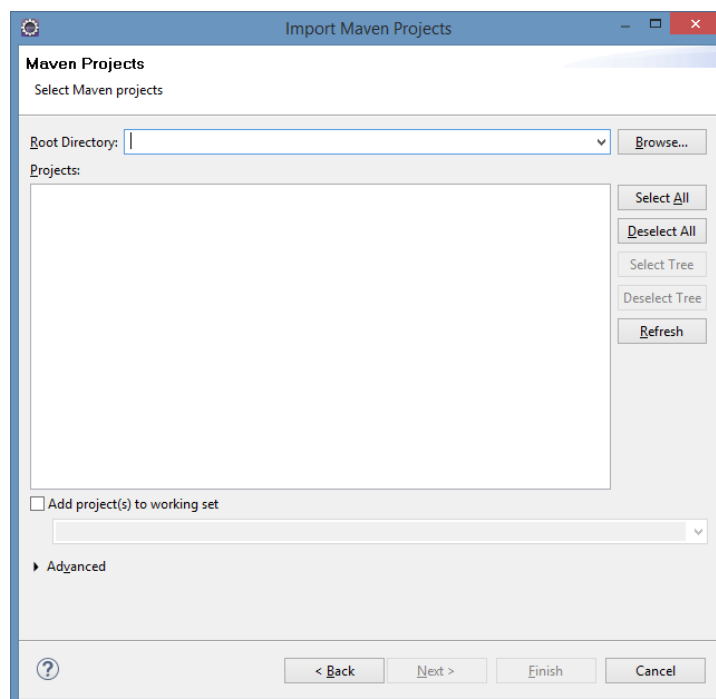 Import Maven Projects
Maven Projects
Select Maven projects
Root Directory:
Browse...
Projects:
Select All
Deselect All
Select Tree
Deselect Tree
Refresh
Add project(s) to working set
Advanced
?
< Back
Next >
Finish
Cancel